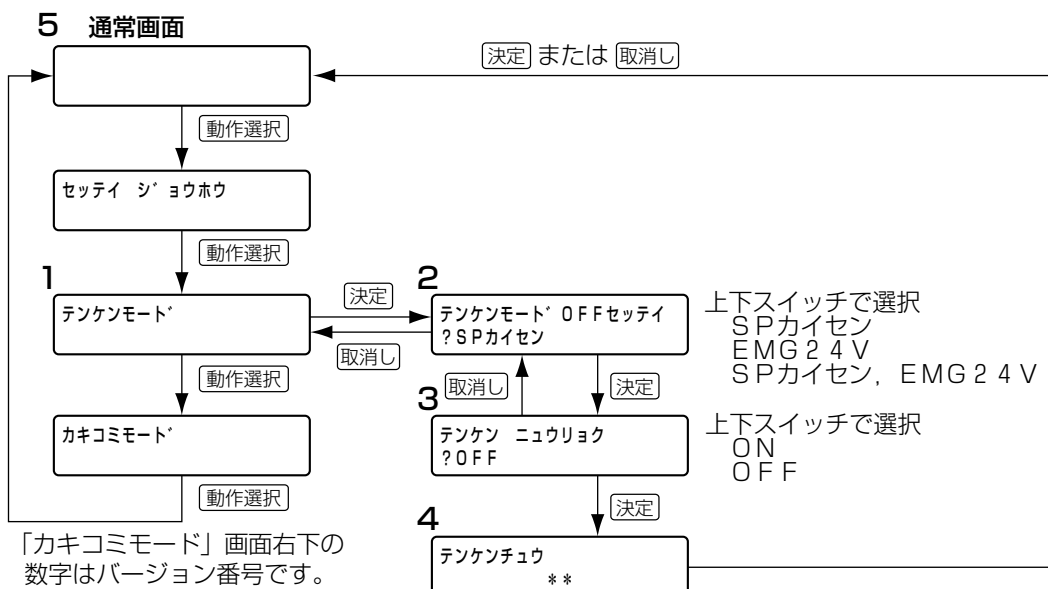 5 通常画面
決定 または 取消し
動作選択
セッテイ ジョウホウ
動作選択
1
テンケンモード
決定
取消し
2
テンケンモード OFFセッテイ
?SPカイセン
上下スイッチで選択
SPカイセン
EMG24V
SPカイセン, EMG24V
動作選択
取消し
決定
3
テンケン ニュウリョク
?OFF
上下スイッチで選択
ON
OFF
カキコミモード
動作選択
決定
4
テンケンチュウ
**
「カキコミモード」画面右下の
数字はバージョン番号です。